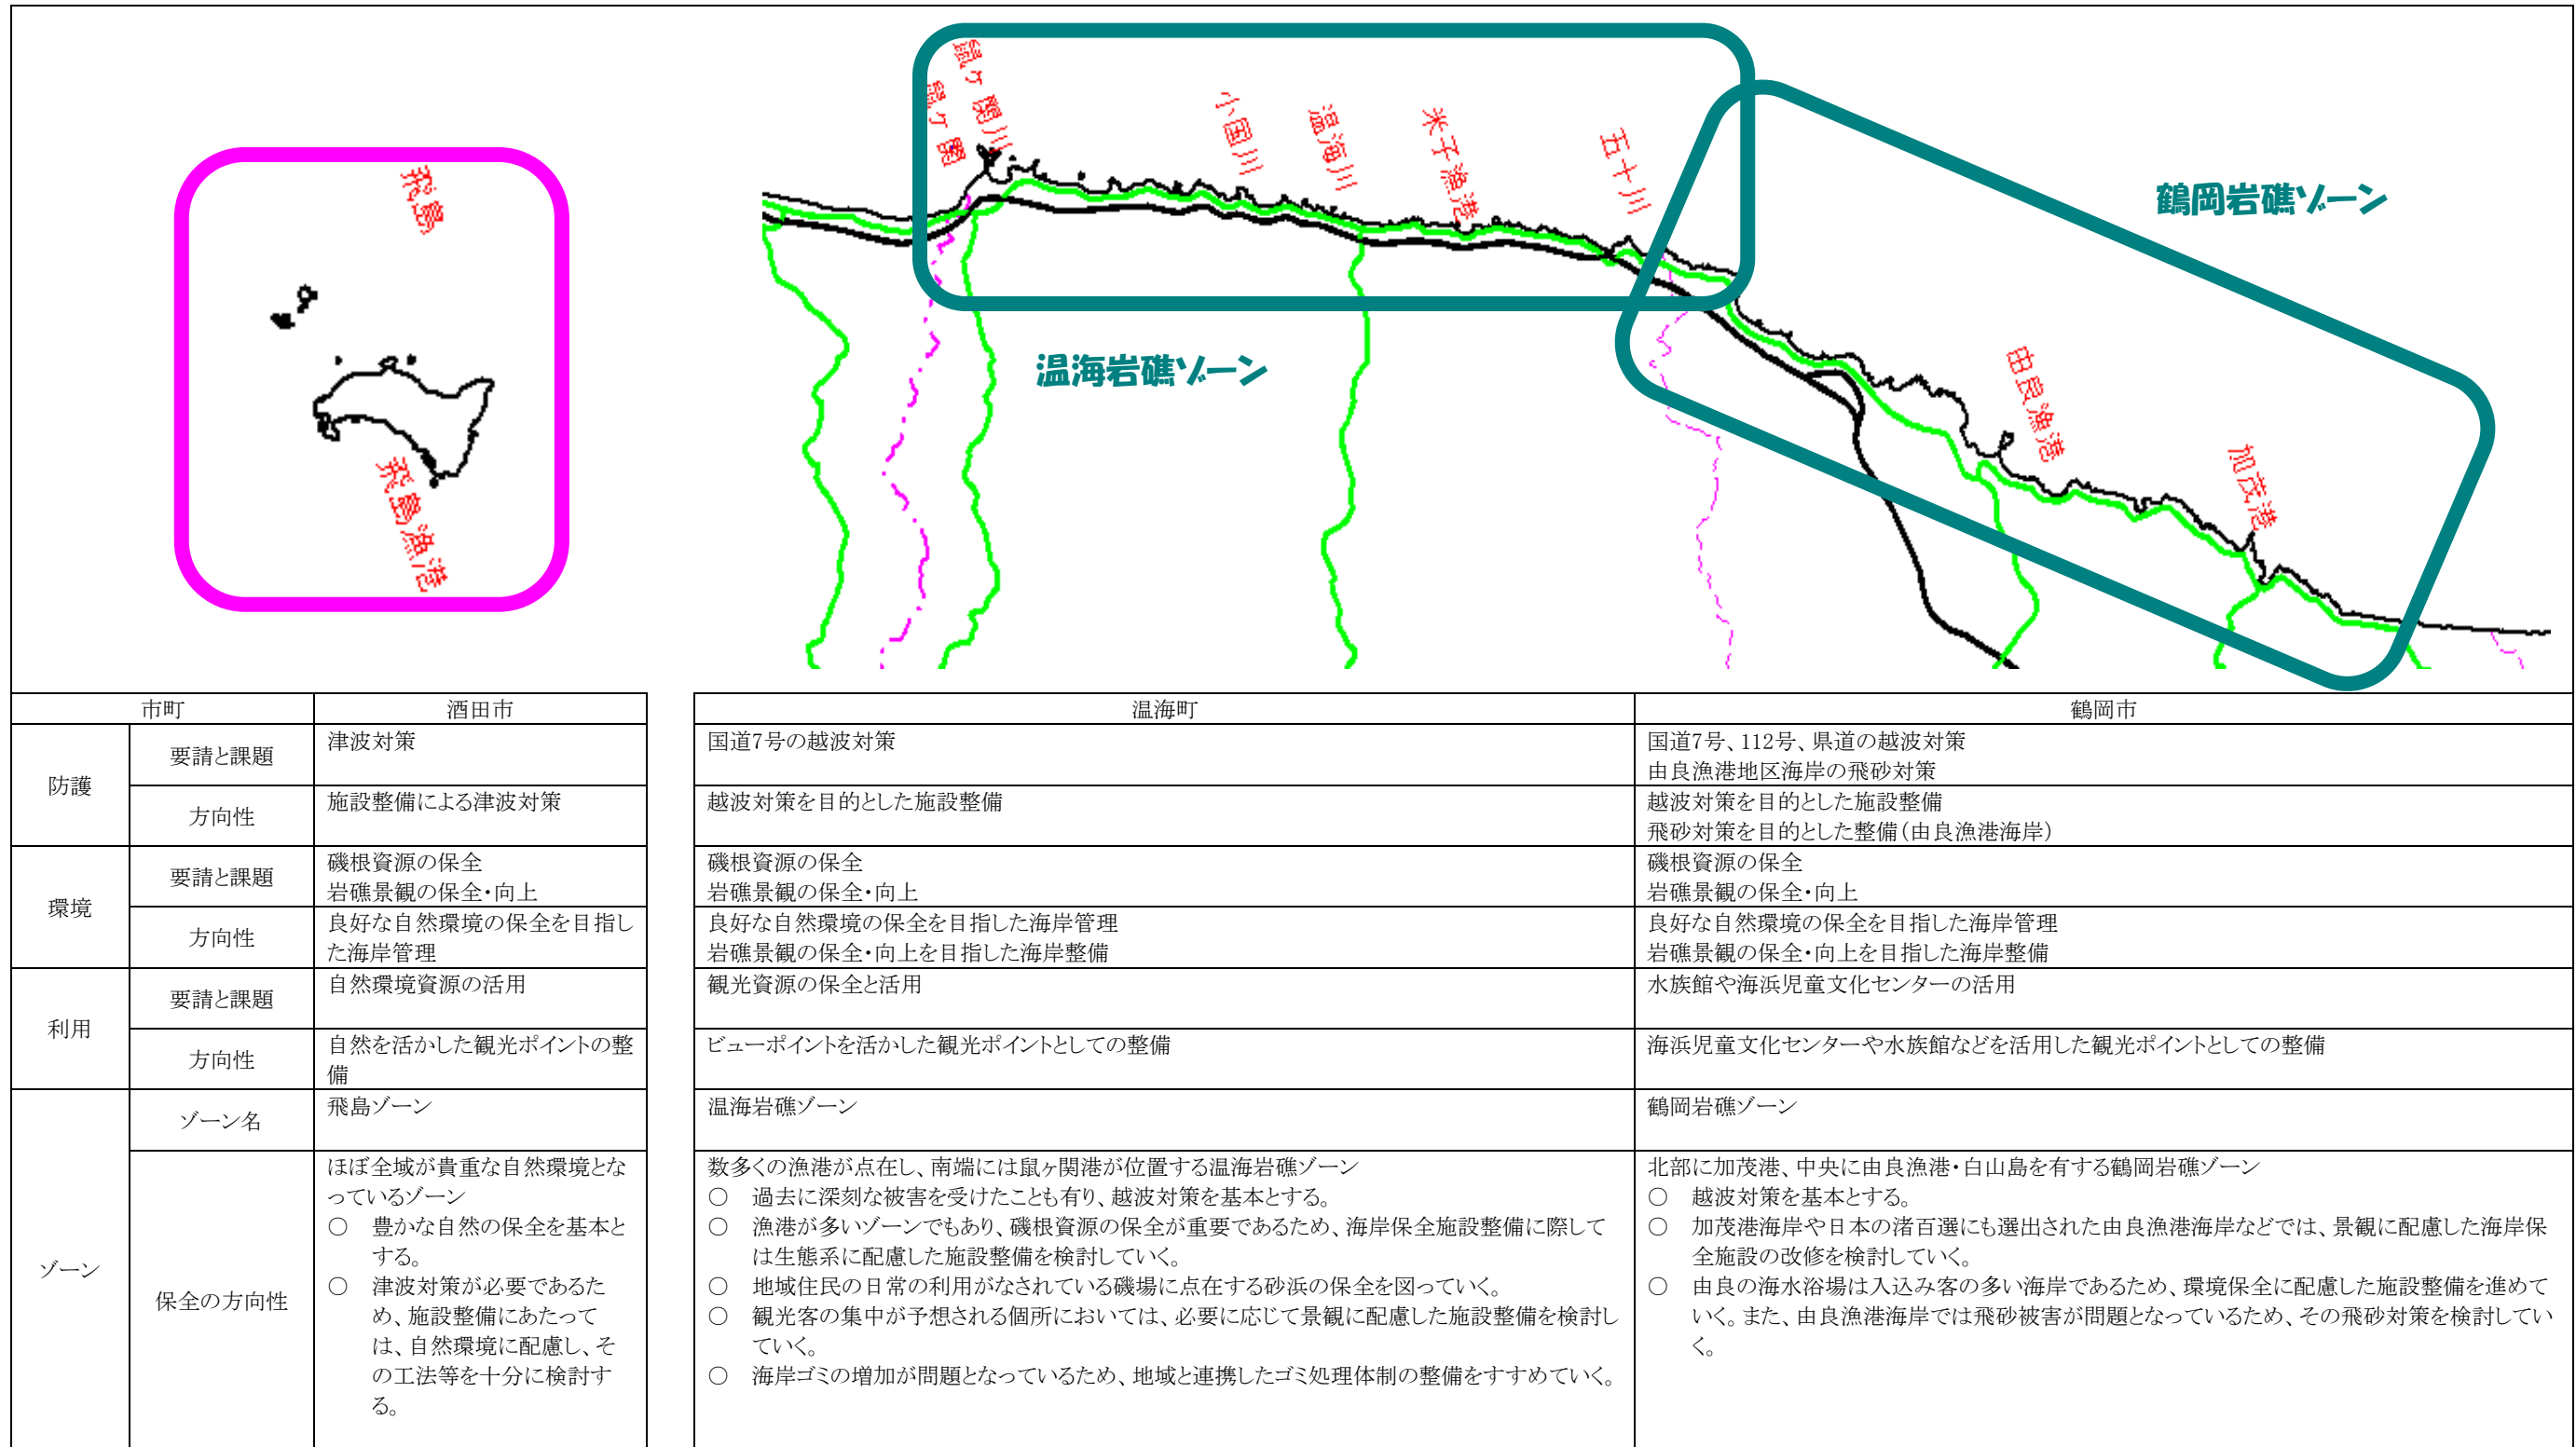 鼠ヶ関川
鼠ヶ関
小国川
温海川
米子漁港
五十川
飛島
鶴岩礁ゾーン
温海岩礁ゾーン
由良漁港
加茂港
飛島漁港
市町
酒田市
温海町
鶴岡市
防護
要請と課題
津波対策
国道7号の越波対策
国道7号、112号、県道の越波対策
由良漁港地区海岸の飛砂対策
方向性
施設整備による津波対策
越波対策を目的とした施設整備
越波対策を目的とした施設整備
飛砂対策を目的とした整備(由良漁港海岸)
環境
要請と課題
磯根資源の保全
岩礁景観の保全・向上
磯根資源の保全
岩礁景観の保全・向上
磯根資源の保全
岩礁景観の保全・向上
方向性
良好な自然環境の保全を目指し
た海岸管理
良好な自然環境の保全を目指した海岸管理
岩礁景観の保全・向上を目指した海岸整備
良好な自然環境の保全を目指した海岸管理
岩礁景観の保全・向上を目指した海岸整備
利用
要請と課題
自然環境資源の活用
観光資源の保全と活用
水族館や海浜児童文化センターの活用
方向性
自然を活かした観光ポイントの整
備
ビューポイントを活かした観光ポイントとしての整備
海浜児童文化センターや水族館などを活用した観光ポイントとしての整備
ゾーン
ゾーン名
飛島ゾーン
温海岩礁ゾーン
鶴岡岩礁ゾーン
保全の方向性
ほぼ全域が貴重な自然環境とな
っているゾーン
○ 豊かな自然の保全を基本と
する。
○ 津波対策が必要であるた
め、施設整備にあたって
は、自然環境に配慮し、そ
の工法等を十分に検討す
る。
数多くの漁港が点在し、南端には鼠ヶ関港が位置する温海岩礁ゾーン
○ 過去に深刻な被害を受けたことも有り、越波対策を基本とする。
○ 漁港が多いゾーンでもあり、磯根資源の保全が重要であるため、海岸保全施設整備に際して
は生態系に配慮した施設整備を検討していく。
○ 地域住民の日常の利用がなされている磯場に点在する砂浜の保全を図っていく。
○ 観光客の集中が予想される個所においては、必要に応じて景観に配慮した施設整備を検討し
ていく。
○ 海岸ゴミの増加が問題となっているため、地域と連携したゴミ処理体制の整備をすすめていく。
北部に加茂港、中央に由良漁港・白山島を有する鶴岡岩礁ゾーン
○ 越波対策を基本とする。
○ 加茂港海岸や日本の渚百選にも選出された由良漁港海岸などでは、景観に配慮した海岸保
全施設の改修を検討していく。
○ 由良の海水浴場は入込み客の多い海岸であるため、環境保全に配慮した施設整備を進めて
いく。また、由良漁港海岸では飛砂被害が問題となっているため、その飛砂対策を検討してい
く。